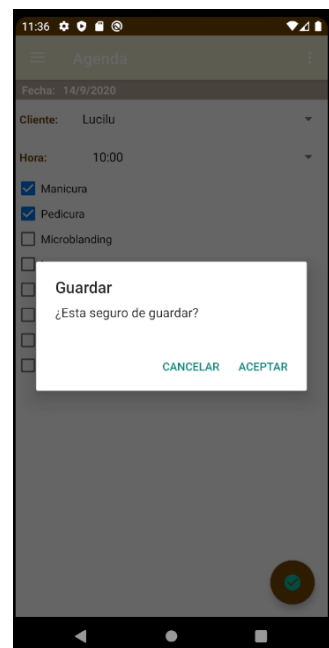 11:36
Agenda
Fecha: 14/9/2020
Cliente: Lucilu
Hora: 10:00
Manicura
Pedicura
Microblanding
Guardar
¿Esta seguro de guardar?
CANCELAR ACEPTAR